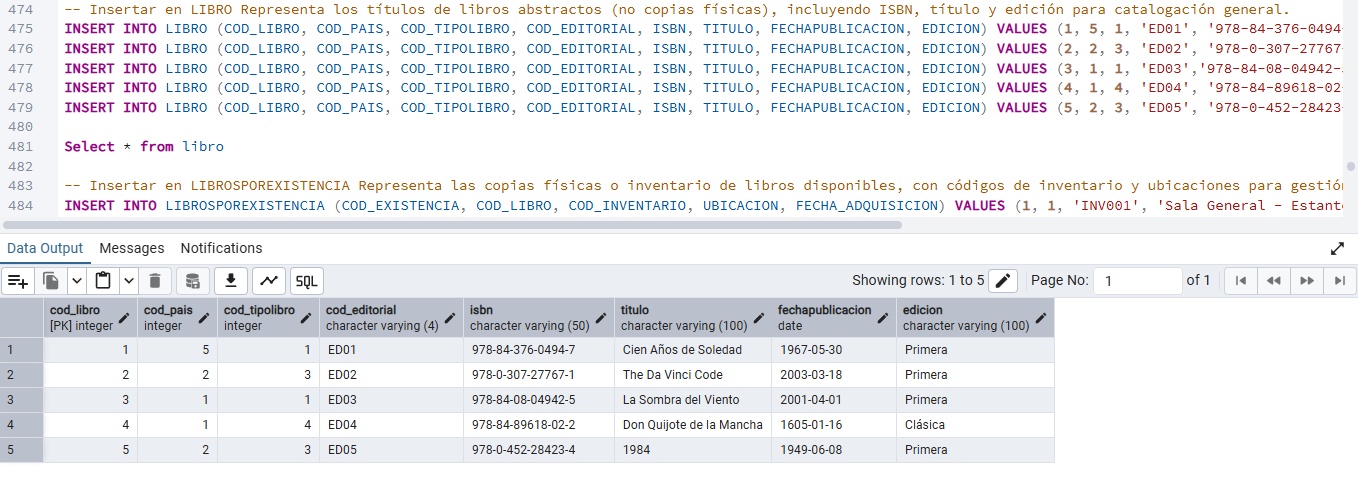 474 -- Insertar en LIBRO Representa los títulos de libros abstractos (no copias físicas), incluyendo ISBN, título y edición para catalogación general.
475 INSERT INTO LIBRO (COD_LIBRO, COD_PAIS, COD_TIPOLIBRO, COD_EDITORIAL, ISBN, TITULO, FECHAPUBLICACION, EDICION) VALUES (1, 5, 1, 'ED01', '978-84-376-0494-
476 INSERT INTO LIBRO (COD_LIBRO, COD_PAIS, COD_TIPOLIBRO, COD_EDITORIAL, ISBN, TITULO, FECHAPUBLICACION, EDICION) VALUES (2, 2, 3, 'ED02', '978-0-307-27767-
477 INSERT INTO LIBRO (COD_LIBRO, COD_PAIS, COD_TIPOLIBRO, COD_EDITORIAL, ISBN, TITULO, FECHAPUBLICACION, EDICION) VALUES (3, 1, 1, 'ED03','978-84-08-04942-
478 INSERT INTO LIBRO (COD_LIBRO, COD_PAIS, COD_TIPOLIBRO, COD_EDITORIAL, ISBN, TITULO, FECHAPUBLICACION, EDICION) VALUES (4, 1, 4, 'ED04', '978-84-89618-02
479 INSERT INTO LIBRO (COD_LIBRO, COD_PAIS, COD_TIPOLIBRO, COD_EDITORIAL, ISBN, TITULO, FECHAPUBLICACION, EDICION) VALUES (5, 2, 3, 'ED05', '978-0-452-28423-
480
481 Select * from libro
482
483 -- Insertar en LIBROSPOREXISTENCIA Representa las copias físicas o inventario de libros disponibles, con códigos de inventario y ubicaciones para gestión
484 INSERT INTO LIBROSPOREXISTENCIA (COD_EXISTENCIA, COD_LIBRO, COD_INVENTARIO, UBICACION, FECHA_ADQUISICION) VALUES (1, 1, 'INV001', 'Sala General - Estant
Data Output Messages Notifications
SQL Showing rows: 1 to 5 Page No: 1 of 1
cod_libro cod_pais cod_tipolibro cod_editorial isbn titulo fechapublicacion edicion
[PK] integer integer integer character varying (4) character varying (50) character varying (100) date character varying (100)
1 1 5 1 ED01 978-84-376-0494-7 Cien Años de Soledad 1967-05-30 Primera
2 2 2 3 ED02 978-0-307-27767-1 The Da Vinci Code 2003-03-18 Primera
3 3 1 1 ED03 978-84-08-04942-5 La Sombra del Viento 2001-04-01 Primera
4 4 1 4 ED04 978-84-89618-02-2 Don Quijote de la Mancha 1605-01-16 Clásica
5 5 2 3 ED05 978-0-452-28423-4 1984 1949-06-08 Primera